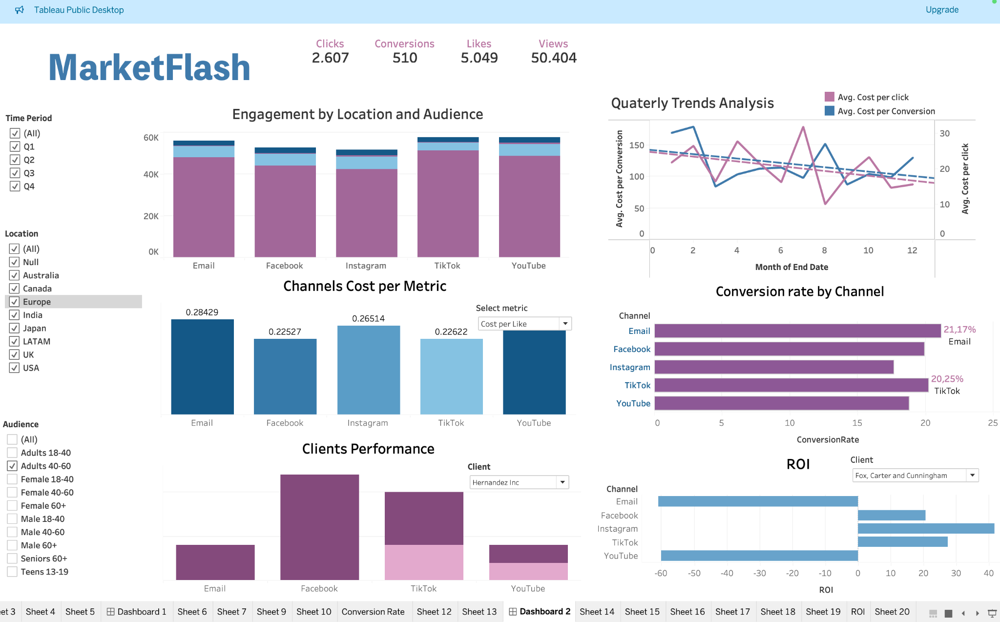 Tableau Public Desktop
Upgrade
MarketFlash
Clicks
2.607
Conversions
510
Likes
5.049
Views
50.404
Time Period
(All)
Q1
Q2
Q3
Q4
Location
(All)
Null
Australia
Canada
Europe
India
Japan
LATAM
UK
USA
Audience
(All)
Adults 18-40
Adults 40-60
Female 18-40
Female 40-60
Female 60+
Male 18-40
Male 40-60
Male 60+
Seniors 60+
Teens 13-19
Engagement by Location and Audience
60K
40K
20K
0K
Email
Facebook
Instagram
TikTok
YouTube
Channels Cost per Metric
Select metric
Cost per Like
0.28429
0.22527
0.26514
0.22622
Email
Facebook
Instagram
TikTok
YouTube
Clients Performance
Client
Hernandez Inc
Email
Facebook
TikTok
YouTube
Quaterly Trends Analysis
Avg. Cost per click
Avg. Cost per Conversion
Avg. Cost per Conversion
150
100
50
0
30
20
10
0
Avg. Cost per click
0 2 4 6 8 10 12
Month of End Date
Conversion rate by Channel
Channel
Email
21,17%
Email
Facebook
Instagram
TikTok
20,25%
TikTok
YouTube
0 5 10 15 20 25
ConversionRate
ROI
Client
Fox, Carter and Cunningham
Channel
Email
Facebook
Instagram
TikTok
YouTube
-60 -50 -40 -30 -20 -10 0 10 20 30 40
ROI
eet 3 Sheet 4 Sheet 5 Dashboard 1 Sheet 6 Sheet 7 Sheet 9 Sheet 10 Conversion Rate Sheet 12 Sheet 13 Dashboard 2 Sheet 14 Sheet 15 Sheet 16 Sheet 17 Sheet 18 Sheet 19 ROI Sheet 20